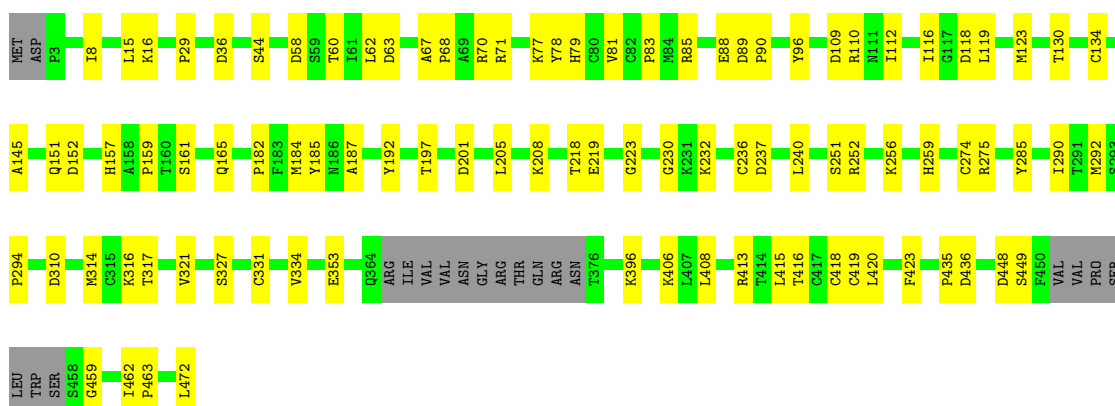 MET ASP P3 I8 L15 K16 P29 D36 S44 D58 S59 T60 I61 L62 D63 A67 P68 A69 R70 R71 K77 Y78 H79 C80 V81 C82 P83 M84 R85 E88 D89 P90 Y96 D109 R110 N111 I112 I116 G117 D118 L119 M123 T130 C134
A145 Q151 D152 H157 A158 P159 T160 S161 Q165 P182 F183 M184 Y185 N186 A187 Y192 T197 D201 L205 K208 T218 E219 G223 G230 K231 K232 C236 D237 L240 S251 R252 K256 H259 C274 R275 Y285 I290 T291 M292 S293
P294 D310 M314 C315 K316 T317 V321 S327 C331 V334 E353 Q364 ARG ILE VAL VAL ASN GLY ARG THR GLN ARG ASN T376 K396 K406 L407 L408 R413 T414 L415 T416 C417 C418 C419 L420 F423 P435 D436 D448 S449 F450 VAL VAL PRO SER
LEU TRP SER S458 G459 I462 P463 L472